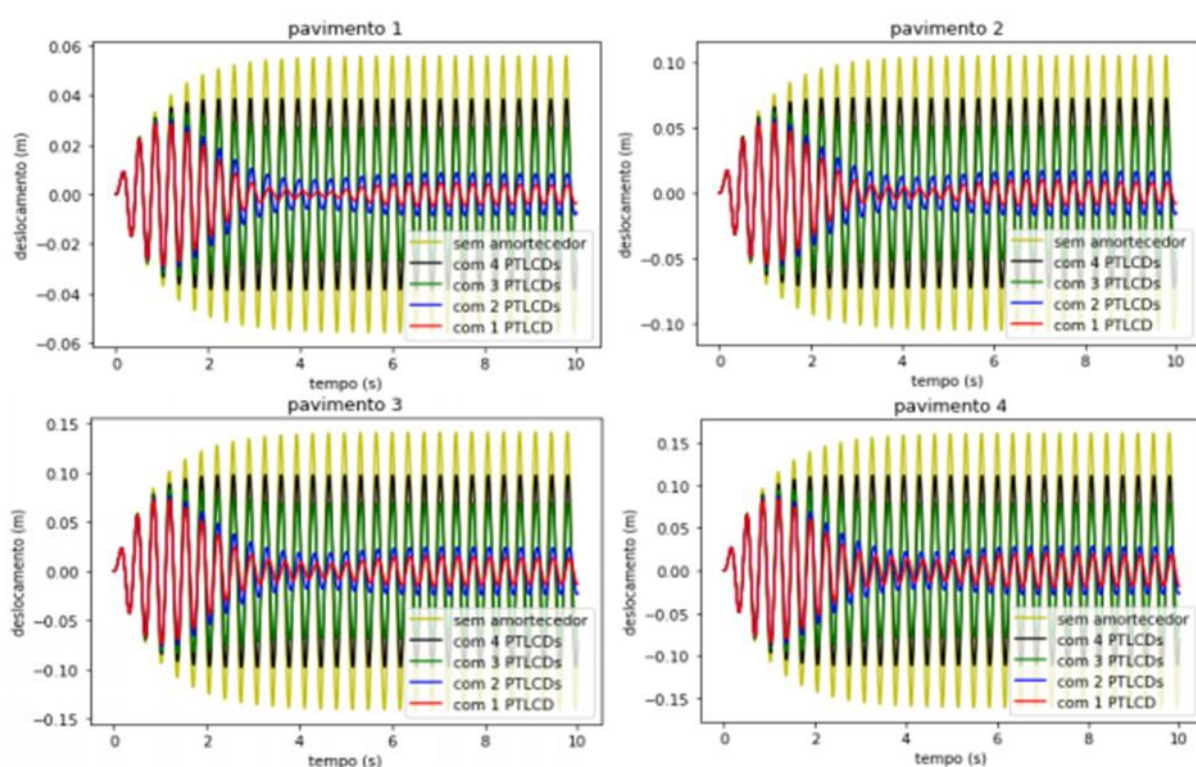 pavimento 1
0.06
0.04
0.02
0.00
−0.02
−0.04
−0.06
deslocamento (m)
sem amortecedor
com 4 PTLCDs
com 3 PTLCDs
com 2 PTLCDs
com 1 PTLCD
0 2 4 6 8 10
tempo (s)
pavimento 2
0.10
0.05
0.00
−0.05
−0.10
deslocamento (m)
sem amortecedor
com 4 PTLCDs
com 3 PTLCDs
com 2 PTLCDs
com 1 PTLCD
0 2 4 6 8 10
tempo (s)
pavimento 3
0.15
0.10
0.05
0.00
−0.05
−0.10
−0.15
deslocamento (m)
sem amortecedor
com 4 PTLCDs
com 3 PTLCDs
com 2 PTLCDs
com 1 PTLCD
0 2 4 6 8 10
tempo (s)
pavimento 4
0.15
0.10
0.05
0.00
−0.05
−0.10
−0.15
deslocamento (m)
sem amortecedor
com 4 PTLCDs
com 3 PTLCDs
com 2 PTLCDs
com 1 PTLCD
0 2 4 6 8 10
tempo (s)